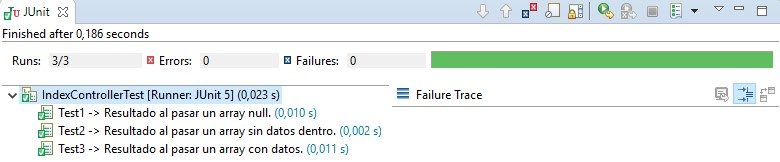 JUnit
Finished after 0,186 seconds
Runs: 3/3 Errors: 0 Failures: 0
IndexControllerTest [Runner: JUnit 5] (0,023 s)
Failure Trace
Test1 -> Resultado al pasar un array null. (0,010 s)
Test2 -> Resultado al pasar un array sin datos dentro. (0,002 s)
Test3 -> Resultado al pasar un array con datos. (0,011 s)